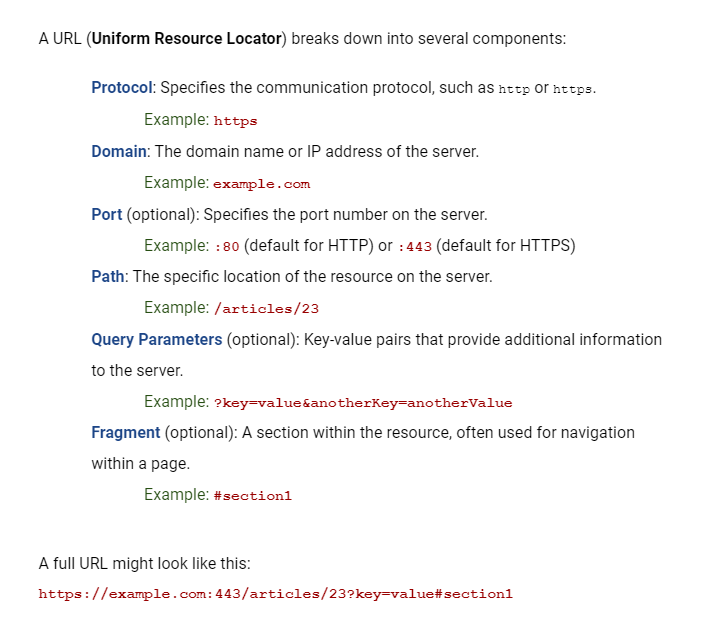 A URL (Uniform Resource Locator) breaks down into several components:
Protocol: Specifies the communication protocol, such as http or https.
Example: https
Domain: The domain name or IP address of the server.
Example: example.com
Port (optional): Specifies the port number on the server.
Example: :80 (default for HTTP) or :443 (default for HTTPS)
Path: The specific location of the resource on the server.
Example: /articles/23
Query Parameters (optional): Key-value pairs that provide additional information
to the server.
Example: ?key=value&anotherKey=anotherValue
Fragment (optional): A section within the resource, often used for navigation
within a page.
Example: #section1
A full URL might look like this:
https://example.com:443/articles/23?key=value#section1